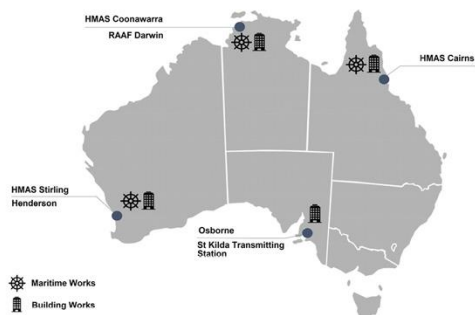 HMAS Coonawarra
RAAF Darwin
HMAS Cairns
HMAS Stirling
Henderson
Osborne
St Kilda Transmitting
Station
Maritime Works
Building Works